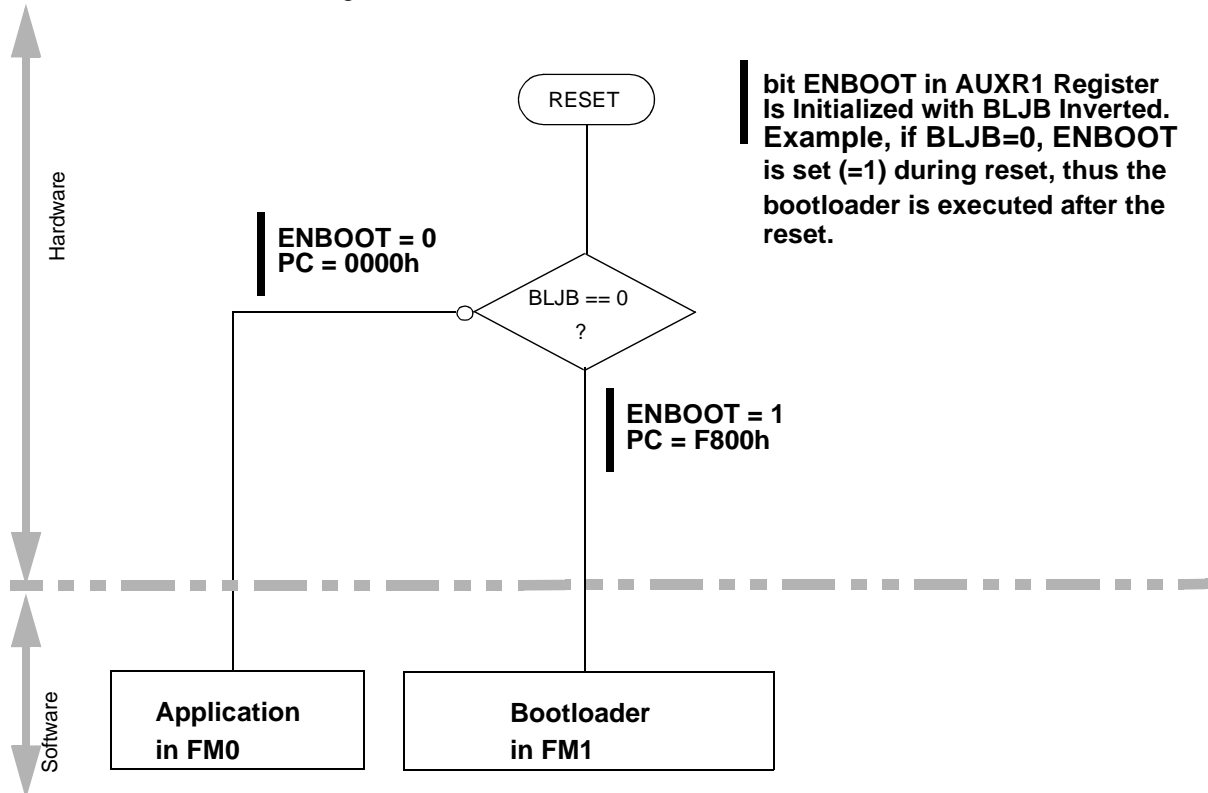 RESET
bit ENBOOT in AUXR1 Register
Is Initialized with BLJB Inverted.
Example, if BLJB=0, ENBOOT
is set (=1) during reset, thus the
bootloader is executed after the
reset.
Hardware
ENBOOT = 0
PC = 0000h
BLJB == 0
?
ENBOOT = 1
PC = F800h
Software
Application
in FM0
Bootloader
in FM1